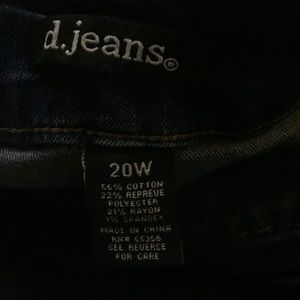 d.jeans®
20W
56% COTTON
22% REPREVE
POLYESTER
21% RAYON
1% SPANDEX
MADE IN CHINA
RN# 55356
SEE REVERSE
FOR CARE